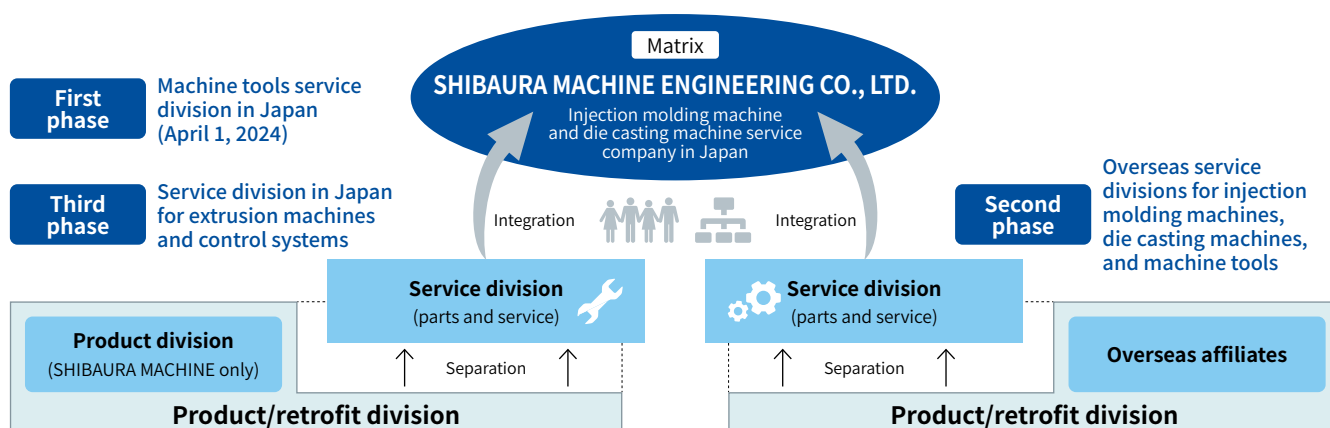 Matrix
SHIBAURA MACHINE ENGINEERING CO., LTD.
Injection molding machine
and die casting machine service
company in Japan
First
phase
Machine tools service
division in Japan
(April 1, 2024)
Third
phase
Service division in Japan
for extrusion machines
and control systems
Integration
Integration
Second
phase
Overseas service
divisions for injection
molding machines,
die casting machines,
and machine tools
Service division
(parts and service)
Service division
(parts and service)
Product division
(SHIBAURA MACHINE only)
Separation
Separation
Overseas affiliates
Product/retrofit division
Product/retrofit division